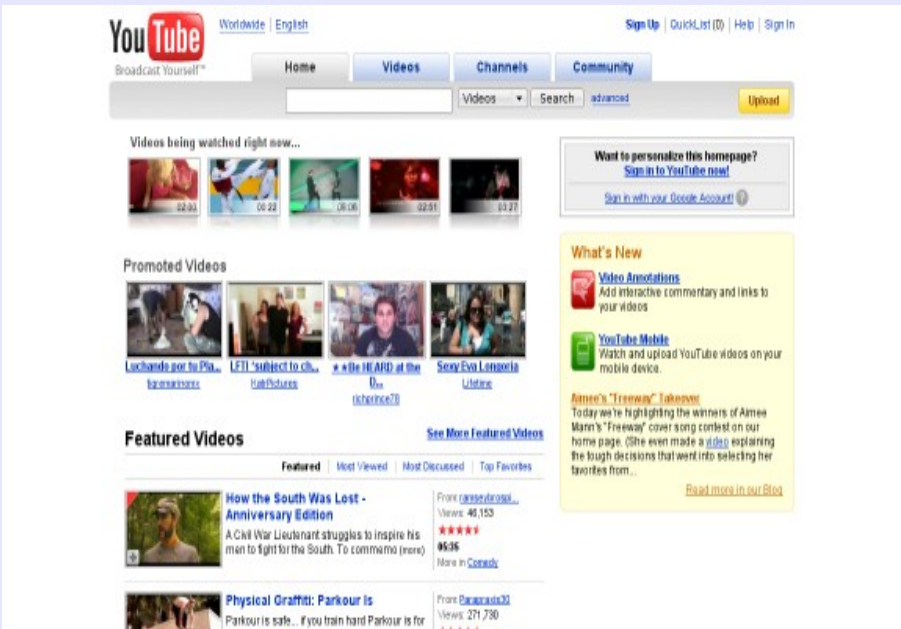 You Tube
Broadcast Yourself™
Worldwide | English
Sign Up | QuickList (0) | Help | Sign In
Home Videos Channels Community
Videos Search advanced
Upload
Videos being watched right now...
02:33 00:22 03:27
Promoted Videos
Luchando por tu Pla...
LFTI "subject to ch...
KatrPictures
★★Be HEARD at the
D...
richprince78
Sexy Eva Longoria
Lifetime
Featured Videos
See More Featured Videos
Featured | Most Viewed | Most Discussed | Top Favorites
How the South Was Lost -
Anniversary Edition
A Civil War Lieutenant struggles to inspire his
men to fight for the South. To commemo (more)
From: ramseybrospi...
Views: 46,153
05:35
More in Comedy
Physical Graffiti: Parkour Is
Parkour is safe... if you train hard Parkour is for
From:
Views: 271,730
Want to personalize this homepage?
Sign in to YouTube now!
Sign in with your Google Account! ?
What's New
Video Annotations
Add interactive commentary and links to
your videos
YouTube Mobile
Watch and upload YouTube videos on your
mobile device.
Aimee's "Freeway" Takeover
Today we're highlighting the winners of Aimee
Mann's "Freeway" cover song contest on our
home page. (She even made a video explaining
the tough decisions that went into selecting her
favorites from...
Read more in our Blog